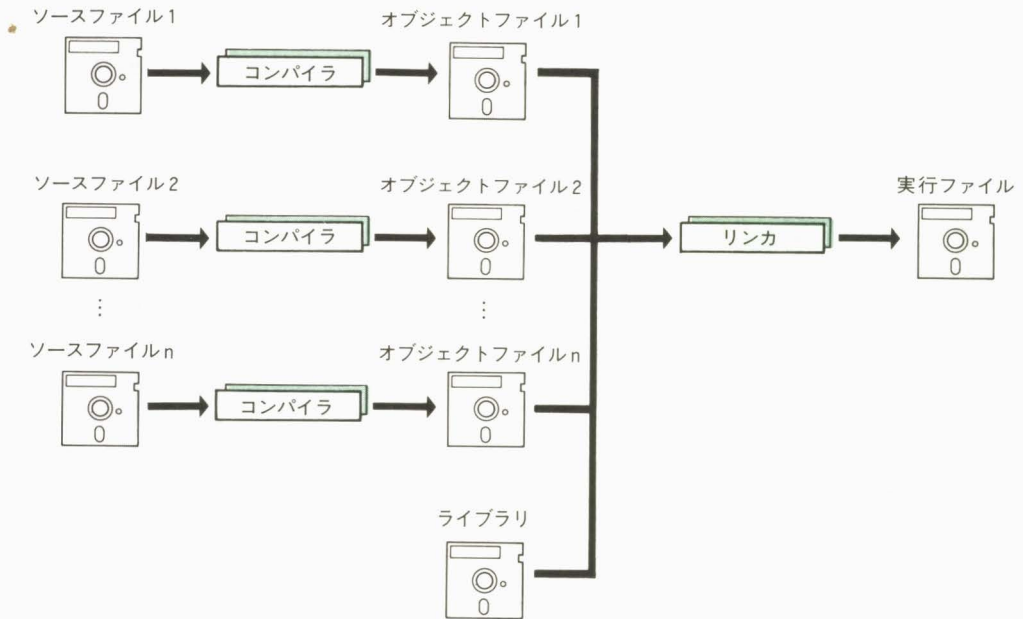 ソースファイル1
オブジェクトファイル1
コンパイラ
ソースファイル2
オブジェクトファイル2
実行ファイル
コンパイラ
リンカ
⋮
⋮
ソースファイルn
オブジェクトファイルn
コンパイラ
ライブラリ